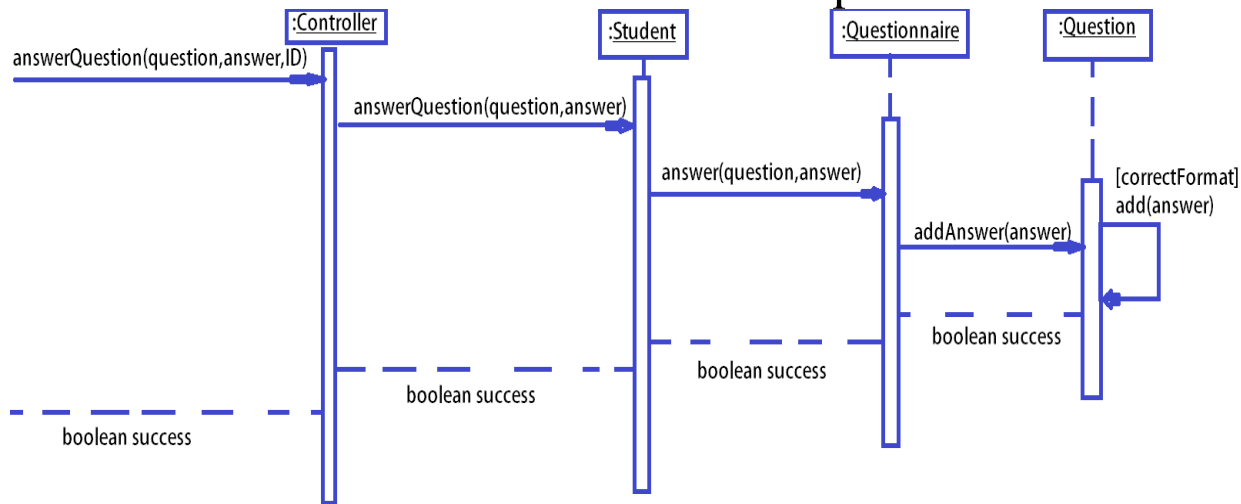 :Controller
:Student
:Questionnaire
:Question
answerQuestion(question,answer,ID)
answerQuestion(question,answer)
answer(question,answer)
[correctFormat]
add(answer)
addAnswer(answer)
boolean success
boolean success
boolean success
boolean success